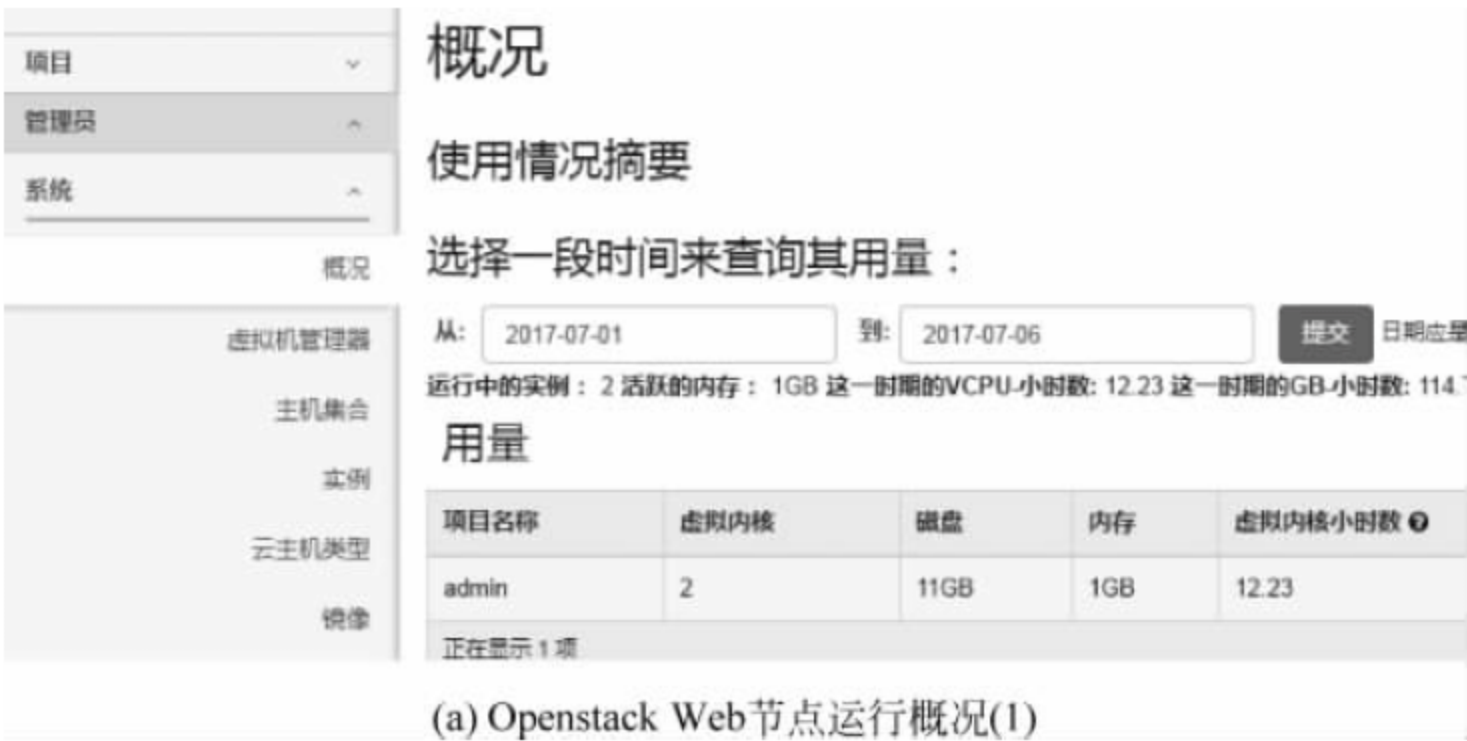 项目
管理员
系统
概况
虚拟机管理器
主机集合
实例
云主机类型
镜像
概况
使用情况摘要
选择一段时间来查询其用量：
从: 2017-07-01 到: 2017-07-06 提交 日期应是
运行中的实例： 2 活跃的内存： 1GB 这一时期的VCPU-小时数: 12.23 这一时期的GB-小时数: 114.
用量
项目名称 虚拟内核 磁盘 内存 虚拟内核小时数
admin 2 11GB 1GB 12.23
正在显示 1 项
(a) Openstack Web节点运行概况(1)